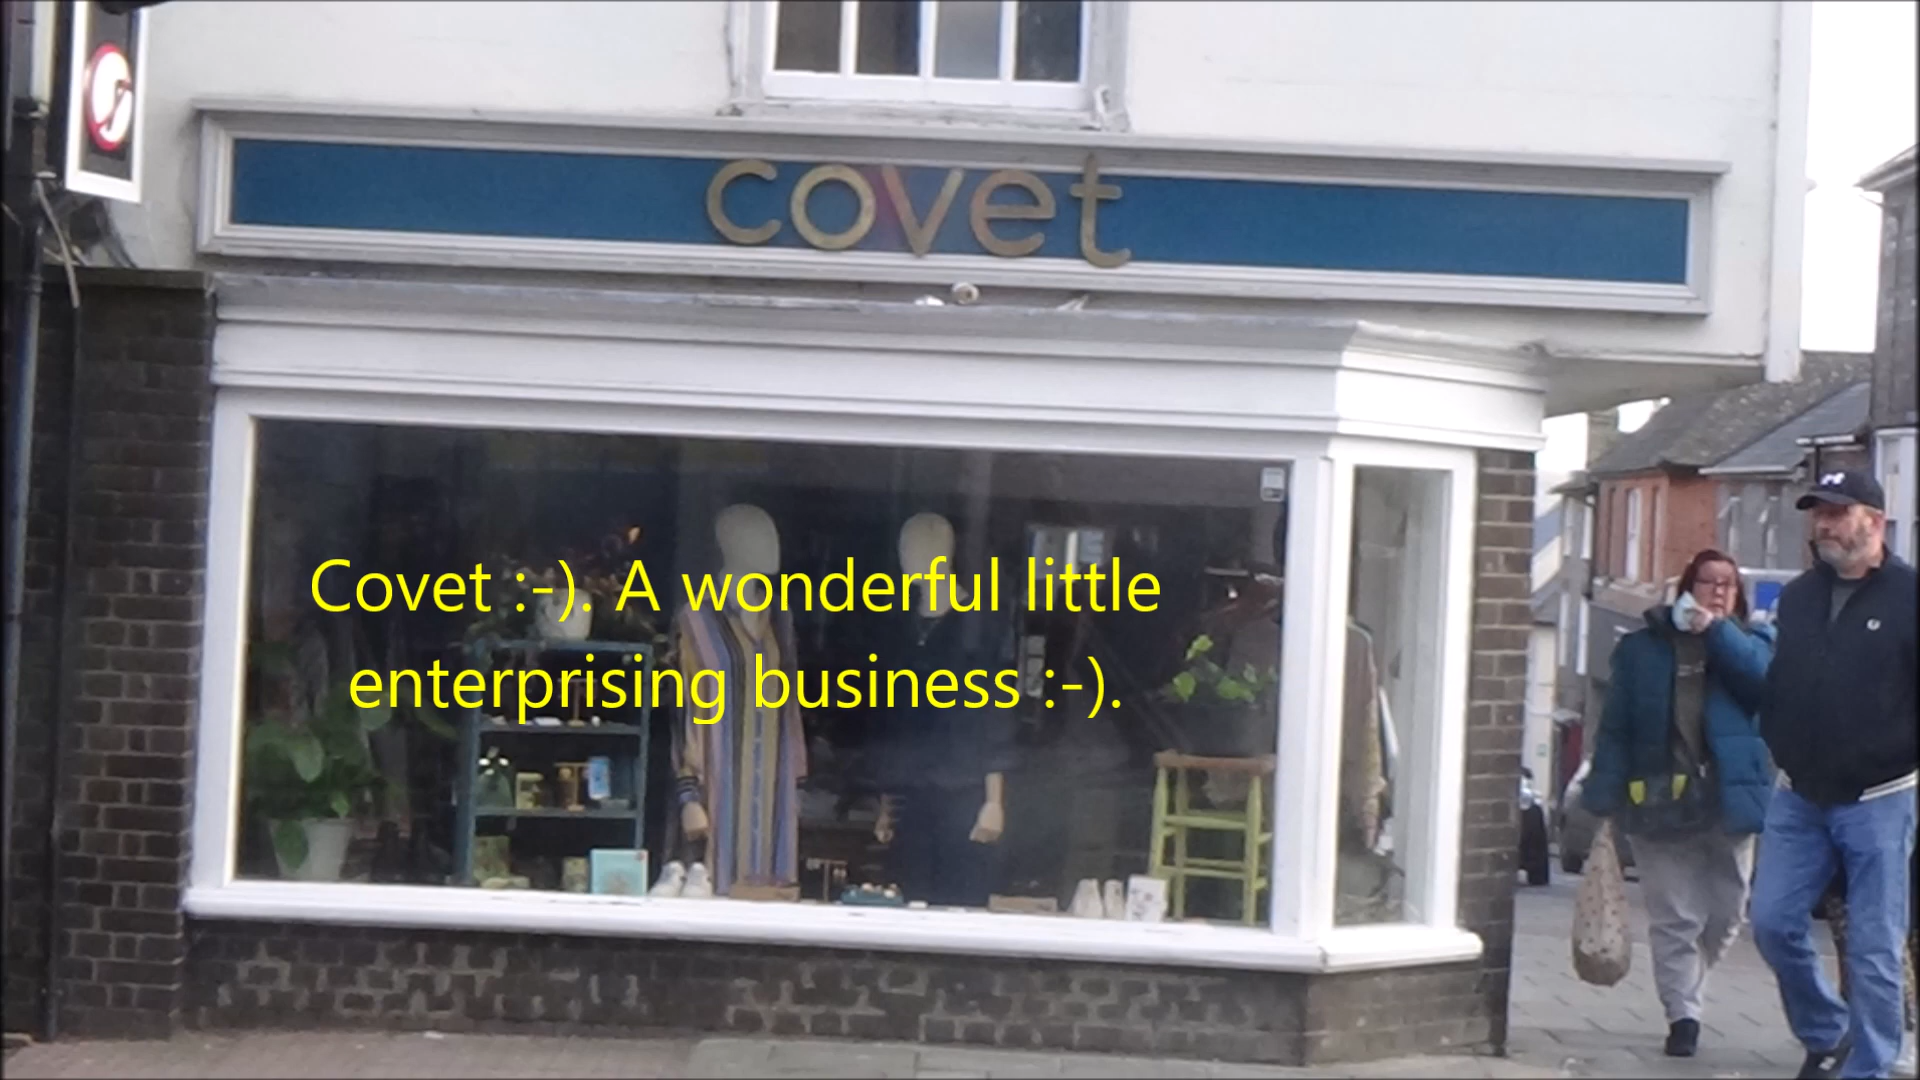 covet
Covet :-). A wonderful little
enterprising business :-).